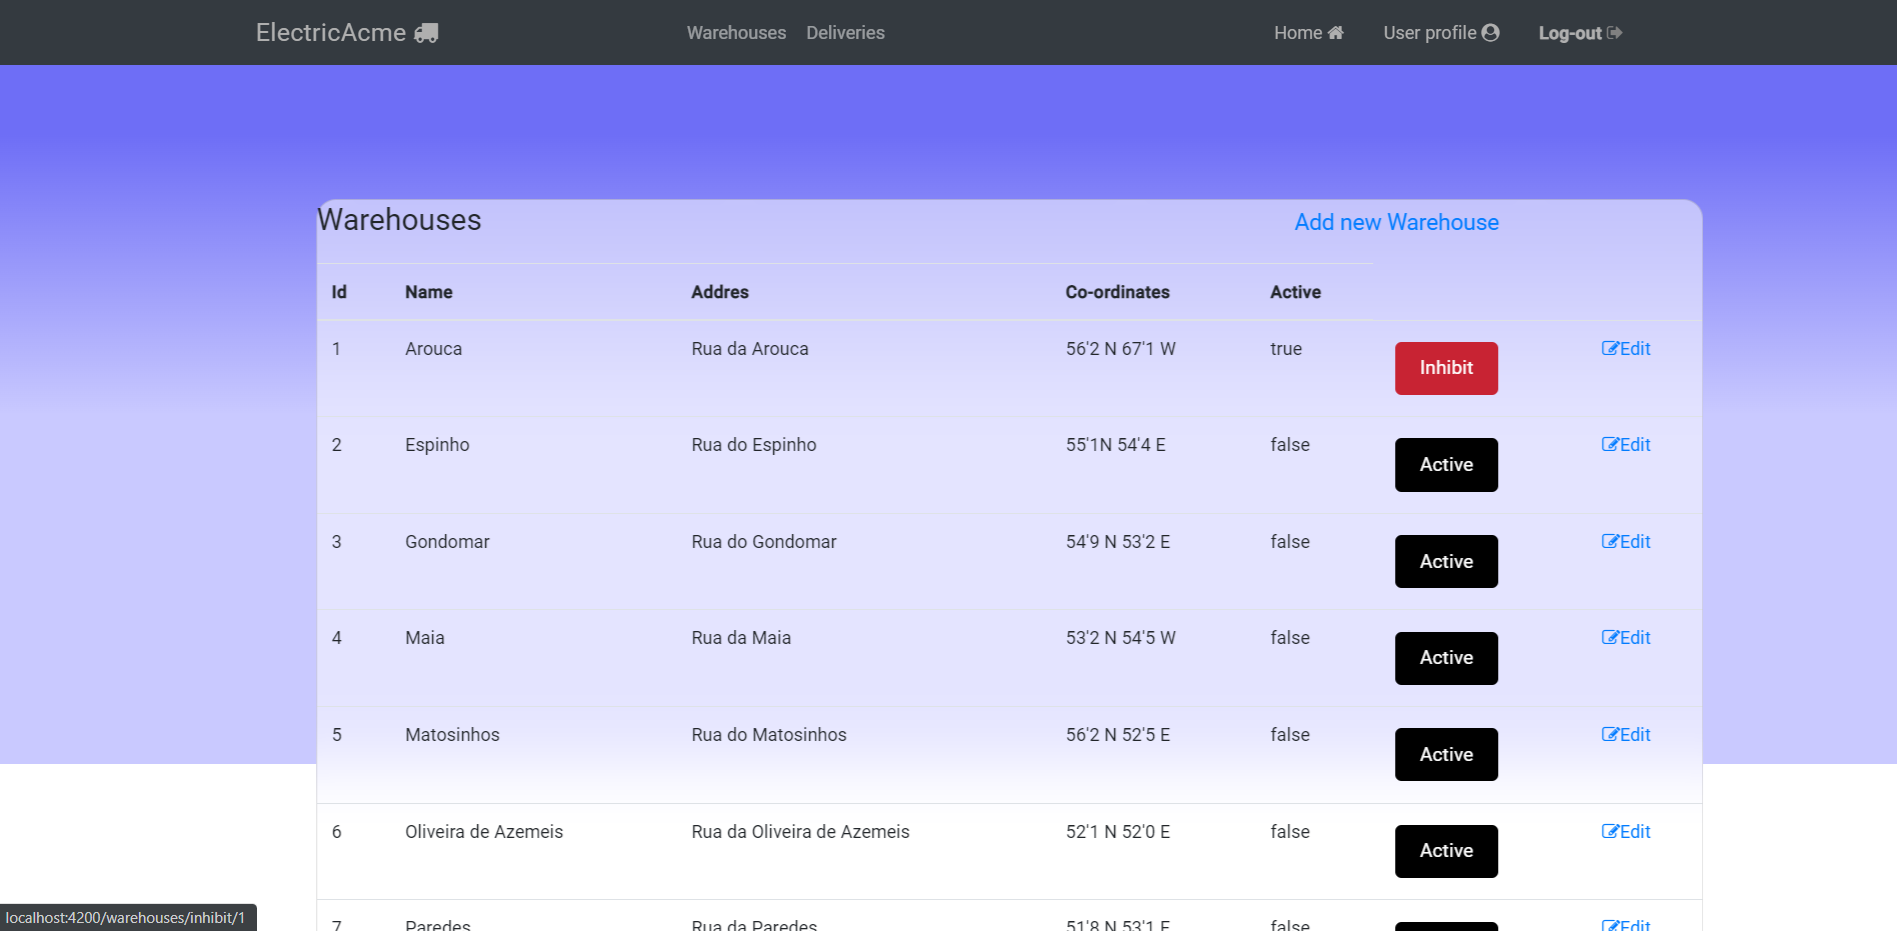 ElectricAcme Warehouses Deliveries Home User profile Log-out
Warehouses Add new Warehouse
Id Name Addres Co-ordinates Active
1 Arouca Rua da Arouca 56'2 N 67'1 W true Inhibit Edit
2 Espinho Rua do Espinho 55'1N 54'4 E false Active Edit
3 Gondomar Rua do Gondomar 54'9 N 53'2 E false Active Edit
4 Maia Rua da Maia 53'2 N 54'5 W false Active Edit
5 Matosinhos Rua do Matosinhos 56'2 N 52'5 E false Active Edit
6 Oliveira de Azemeis Rua da Oliveira de Azemeis 52'1 N 52'0 E false Active Edit
7 Paredes Rua da Paredes 51'8 N 53'1 E false Edit
localhost:4200/warehouses/inhibit/1